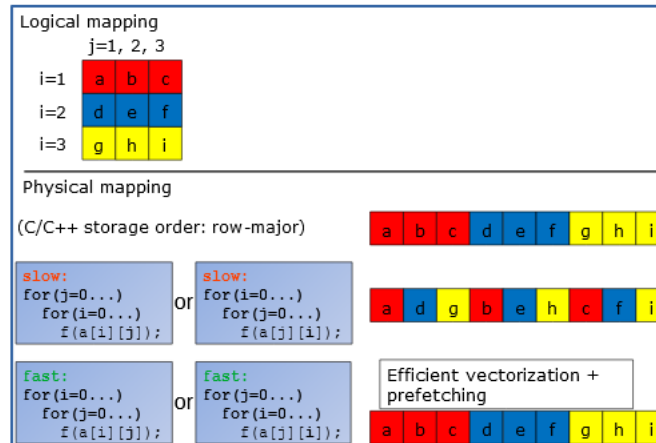 Logical mapping
j=1, 2, 3
i=1 a b c
i=2 d e f
i=3 g h i
Physical mapping
(C/C++ storage order: row-major) a b c d e f g h i
slow:
for(j=0...)
for(i=0...)
f(a[i][j]);
or
slow:
for(i=0...)
for(j=0...)
f(a[j][i]);
a d g b e h c f i
fast:
for(i=0...)
for(j=0...)
f(a[i][j]);
or
fast:
for(j=0...)
for(i=0...)
f(a[j][i]);
Efficient vectorization +
prefetching
a b c d e f g h i